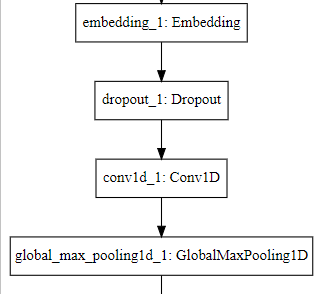 embedding_1: Embedding
dropout_1: Dropout
conv1d_1: Conv1D
global_max_pooling1d_1: GlobalMaxPooling1D